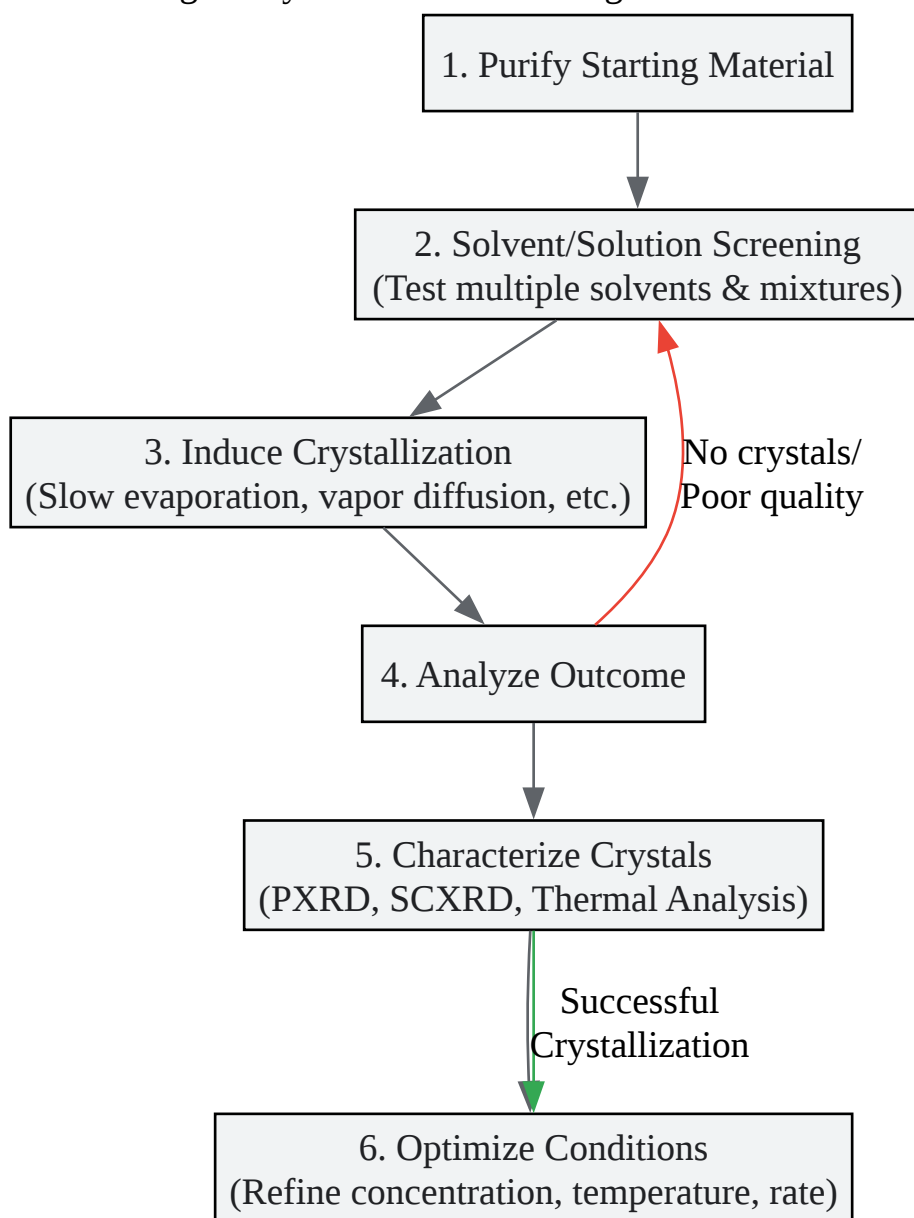 1. Purify Starting Material
2. Solvent/Solution Screening
(Test multiple solvents & mixtures)
3. Induce Crystallization
(Slow evaporation, vapor diffusion, etc.)
No crystals/
Poor quality
4. Analyze Outcome
5. Characterize Crystals
(PXRD, SCXRD, Thermal Analysis)
Successful
Crystallization
6. Optimize Conditions
(Refine concentration, temperature, rate)